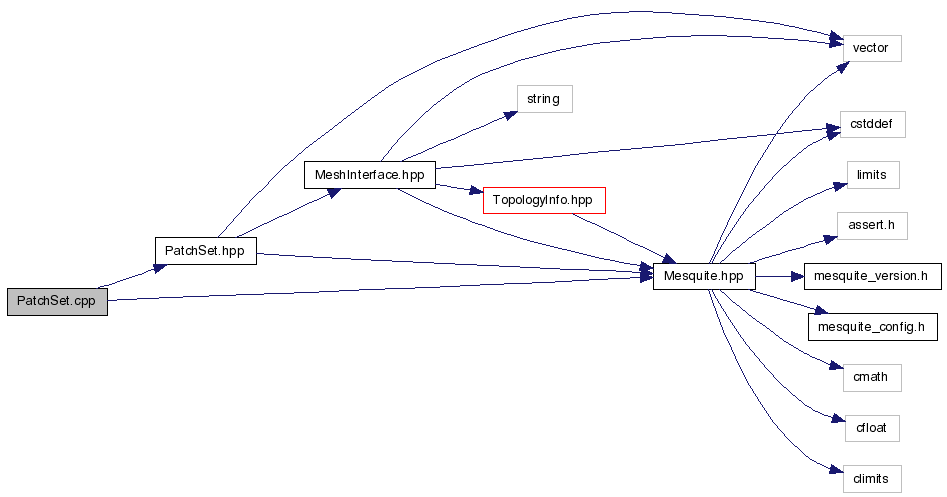 vector
string
cstddef
MeshInterface.hpp
limits
TopologyInfo.hpp
assert.h
PatchSet.hpp
Mesquite.hpp
mesquite_version.h
PatchSet.cpp
mesquite_config.h
cmath
cfloat
climits